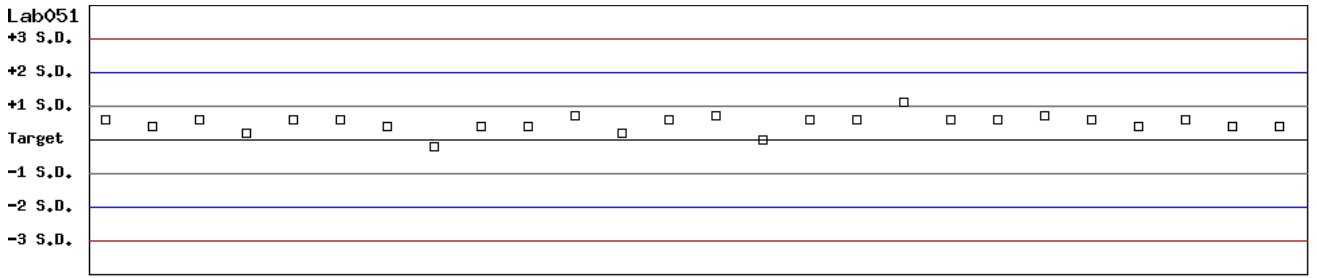 Lab051
+3 S.D.
+2 S.D.
+1 S.D.
Target
-1 S.D.
-2 S.D.
-3 S.D.